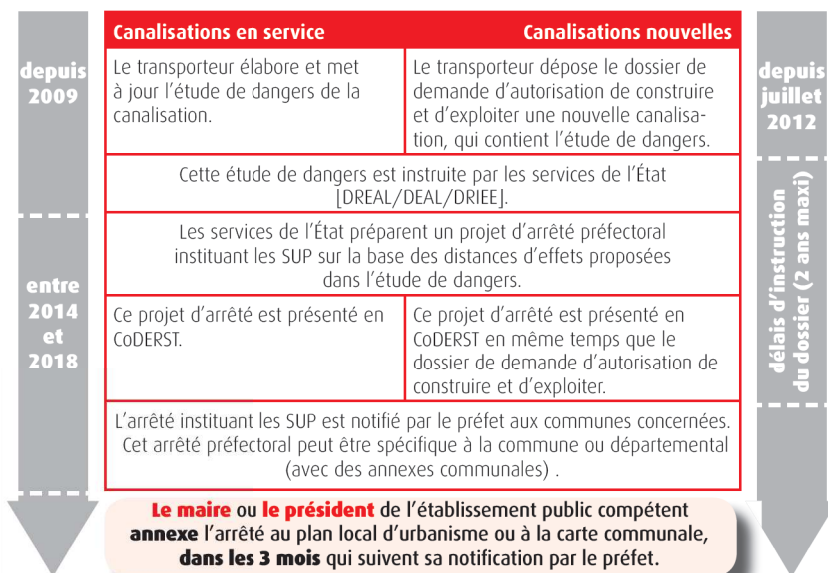 Canalisations en service
Canalisations nouvelles
depuis
2009
Le transporteur élabore et met
à jour l'étude de dangers de la
canalisation.
Le transporteur dépose le dossier de
demande d'autorisation de construire
et d'exploiter une nouvelle canalisa-
tion, qui contient l'étude de dangers.
depuis
juillet
2012
Cette étude de dangers est instruite par les services de l'État
[DREAL/DEAL/DRIEE].
Les services de l'État préparent un projet d'arrêté préfectoral
instituant les SUP sur la base des distances d'effets proposées
dans l'étude de dangers.
entre
2014
et
2018
Ce projet d'arrêté est présenté en
CoDERST.
Ce projet d'arrêté est présenté en
CoDERST en même temps que le
dossier de demande d'autorisation de
construire et d'exploiter.
délais d'instruction
du dossier (2 ans maxi)
L'arrêté instituant les SUP est notifié par le préfet aux communes concernées.
Cet arrêté préfectoral peut être spécifique à la commune ou départemental
(avec des annexes communales) .
Le maire ou le président de l'établissement public compétent
annexe l'arrêté au plan local d'urbanisme ou à la carte communale,
dans les 3 mois qui suivent sa notification par le préfet.